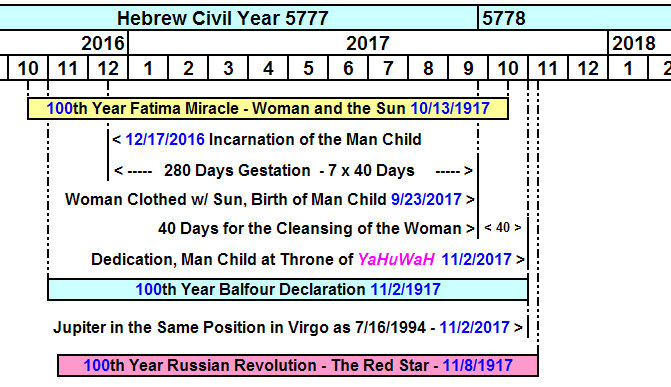 Hebrew Civil Year 5777 5778
2016 2017 2018
10 11 12 1 2 3 4 5 6 7 8 9 10 11 12 1 2
100th Year Fatima Miracle - Woman and the Sun 10/13/1917
< 12/17/2016 Incarnation of the Man Child
< ----- 280 Days Gestation - 7 x 40 Days ----- >
Woman Clothed w/ Sun, Birth of Man Child 9/23/2017 >
40 Days for the Cleansing of the Woman > < 40 >
Dedication, Man Child at Throne of YaHuWaH 11/2/2017 >
100th Year Balfour Declaration 11/2/1917
Jupiter in the Same Position in Virgo as 7/16/1994 - 11/2/2017 >
100th Year Russian Revolution - The Red Star - 11/8/1917